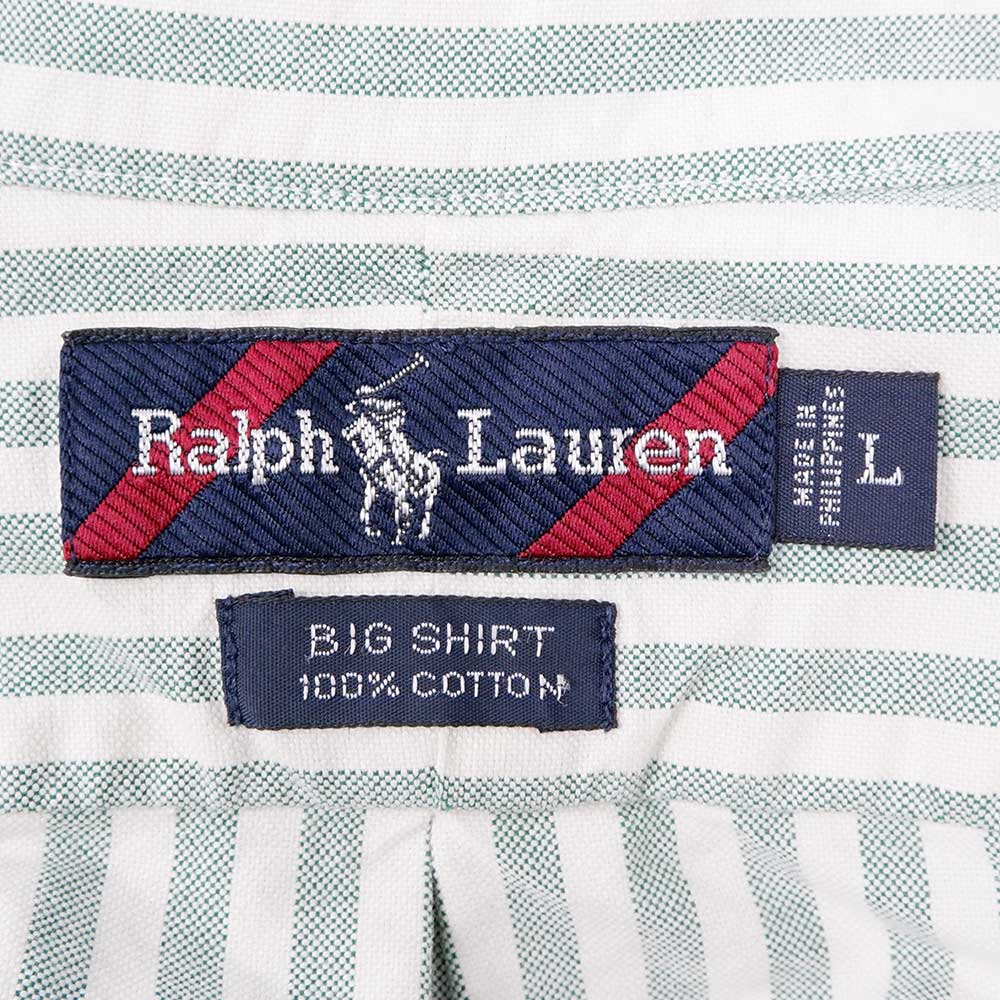 Ralph Lauren
MADE IN
PHILIPPINES
L
BIG SHIRT
100% COTTON